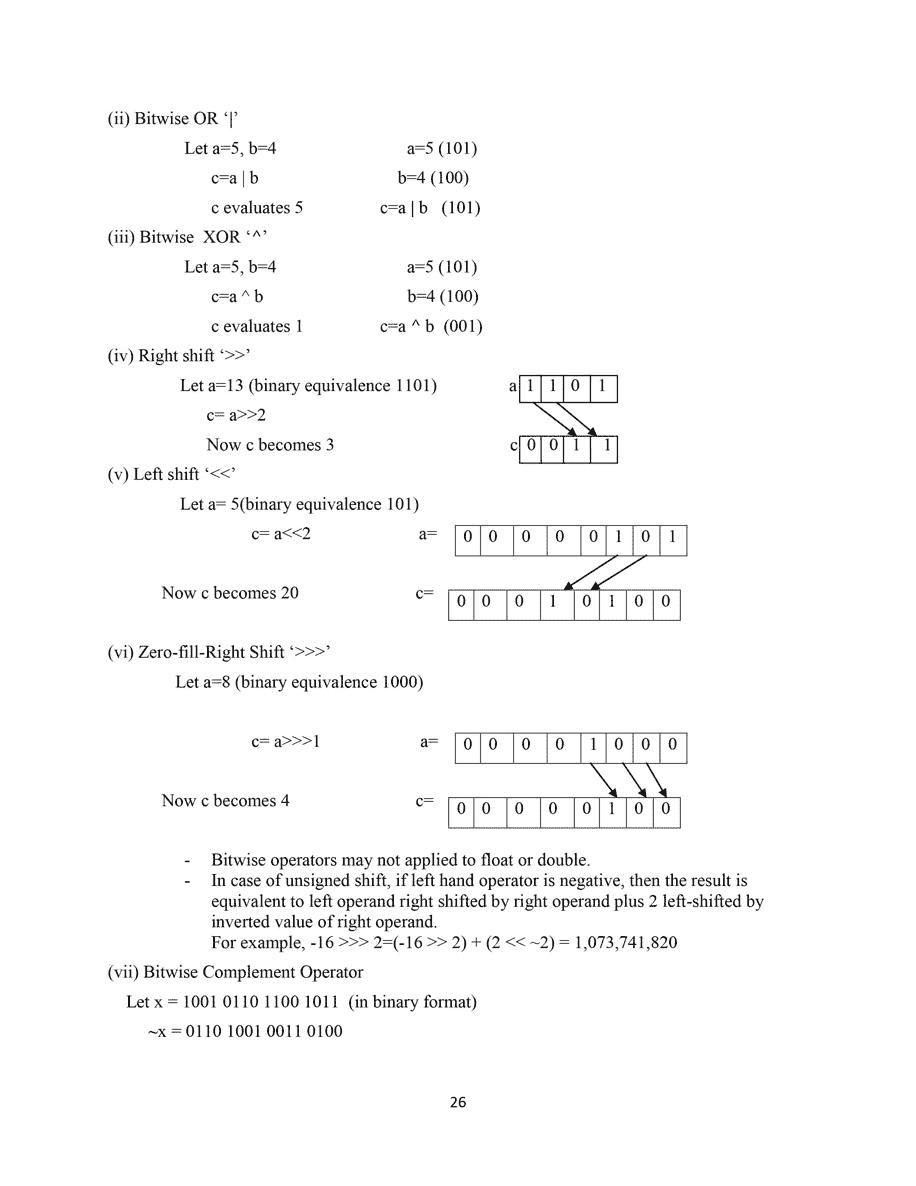 (ii) Bitwise OR ‘|’
Let a=5, b=4 a=5 (101)
c=a | b b=4 (100)
c evaluates 5 c=a | b (101)
(iii) Bitwise XOR ‘^’
Let a=5, b=4 a=5 (101)
c=a ^ b b=4 (100)
c evaluates 1 c=a ^ b (001)
(iv) Right shift ‘>>’
Let a=13 (binary equivalence 1101) a 1 1 0 1
c= a>>2
Now c becomes 3 c 0 0 1 1
(v) Left shift ‘<<’
Let a= 5(binary equivalence 101)
c= a<<2 a= 0 0 0 0 0 1 0 1
Now c becomes 20 c= 0 0 0 1 0 1 0 0
(vi) Zero-fill-Right Shift ‘>>>’
Let a=8 (binary equivalence 1000)
c= a>>>1 a= 0 0 0 0 1 0 0 0
Now c becomes 4 c= 0 0 0 0 0 1 0 0
- Bitwise operators may not applied to float or double.
- In case of unsigned shift, if left hand operator is negative, then the result is
equivalent to left operand right shifted by right operand plus 2 left-shifted by
inverted value of right operand.
For example, -16 >>> 2=(-16 >> 2) + (2 << ~2) = 1,073,741,820
(vii) Bitwise Complement Operator
Let x = 1001 0110 1100 1011 (in binary format)
~x = 0110 1001 0011 0100
26